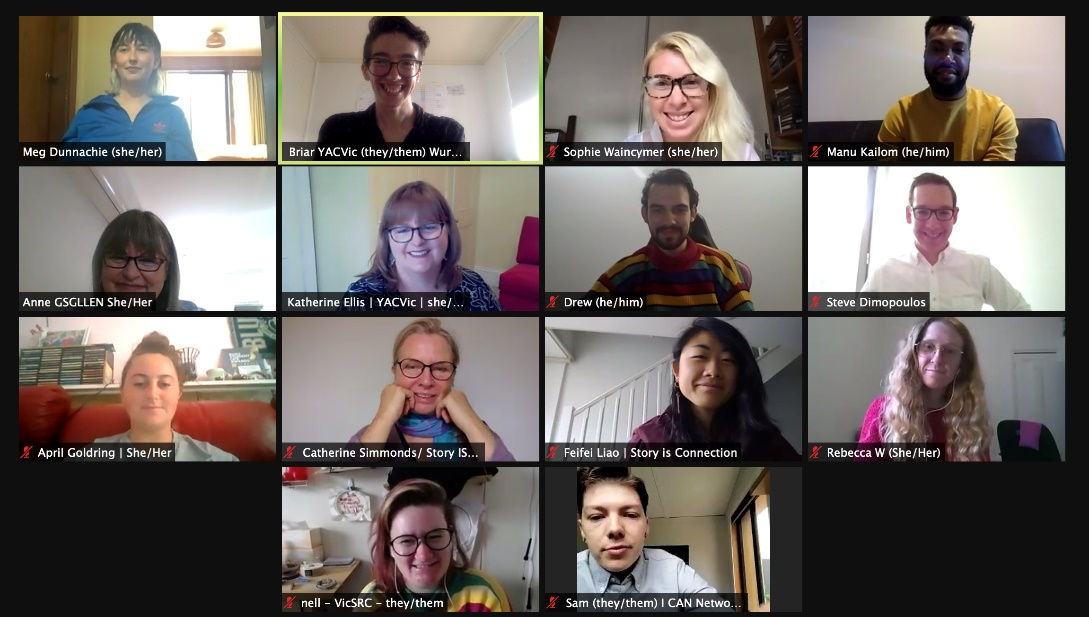 Meg Dunnachie (she/her)
Briar YACVic (they/them) Wur...
Sophie Waincymer (she/her)
Manu Kailom (he/him)
Anne GSGLLEN She/Her
Katherine Ellis | YACVic | she/...
Drew (he/him)
Steve Dimopoulos
April Goldring | She/Her
Catherine Simmonds/ Story IS...
Feifei Liao | Story is Connection
Rebecca W (She/Her)
nell – VicSRC – they/them
Sam (they/them) I CAN Netwo...